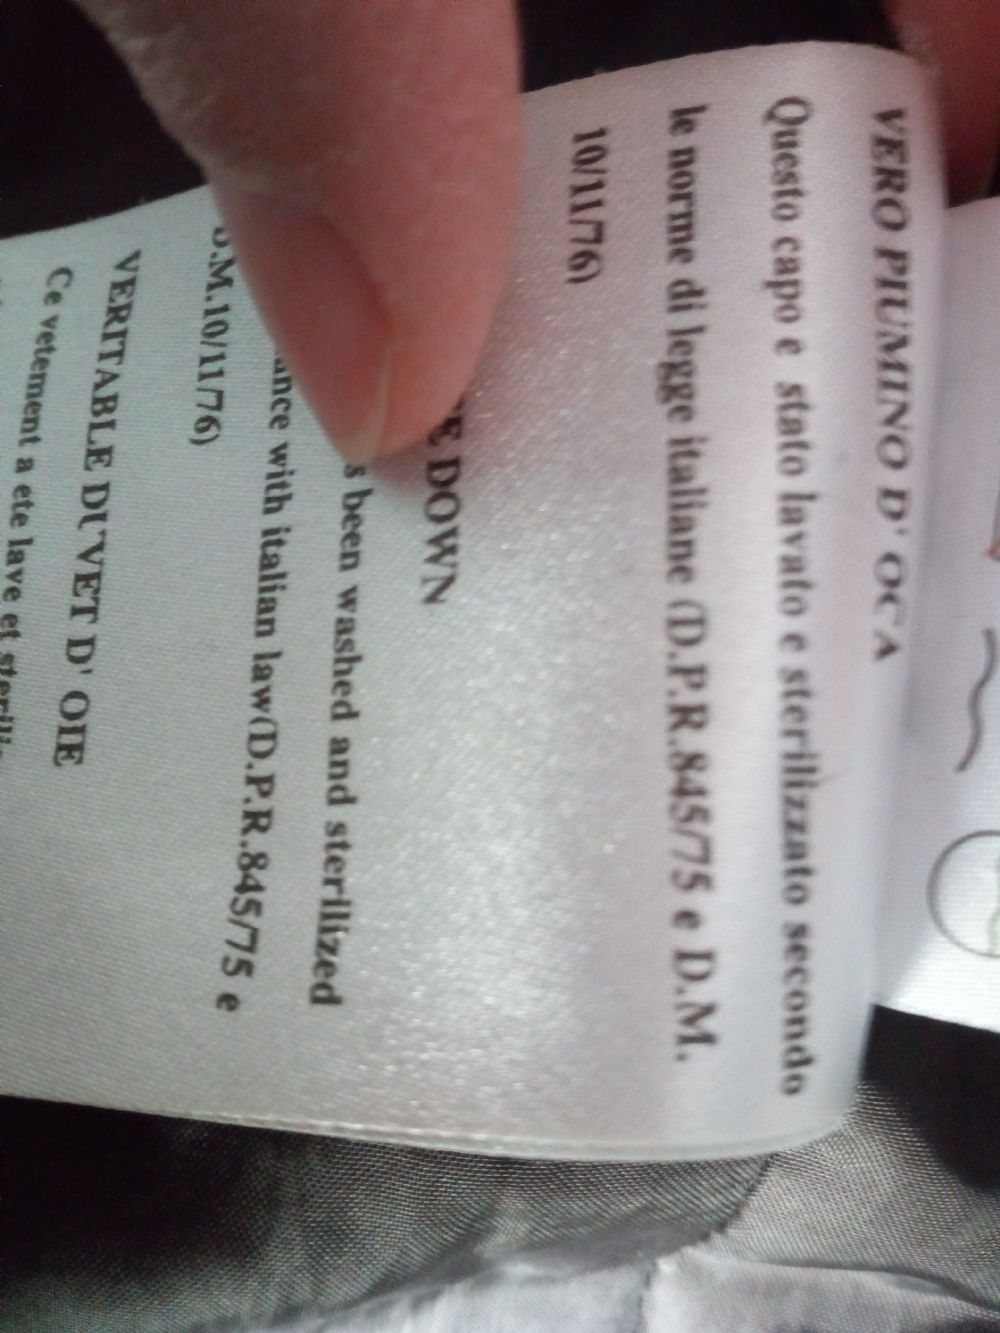 VERO PIUMINO D' OCA
Questo capo e stato lavato e sterilizzato secondo
le norme di legge italiane (D.P.R.845/75 e D.M.
10/11/76)
DOWN
been washed and sterilized
with italian law(D.P.R.845/75 e
D.M.10/11/76)
VERITABLE DUVET D' OIE
Ce vetement a ete lave et